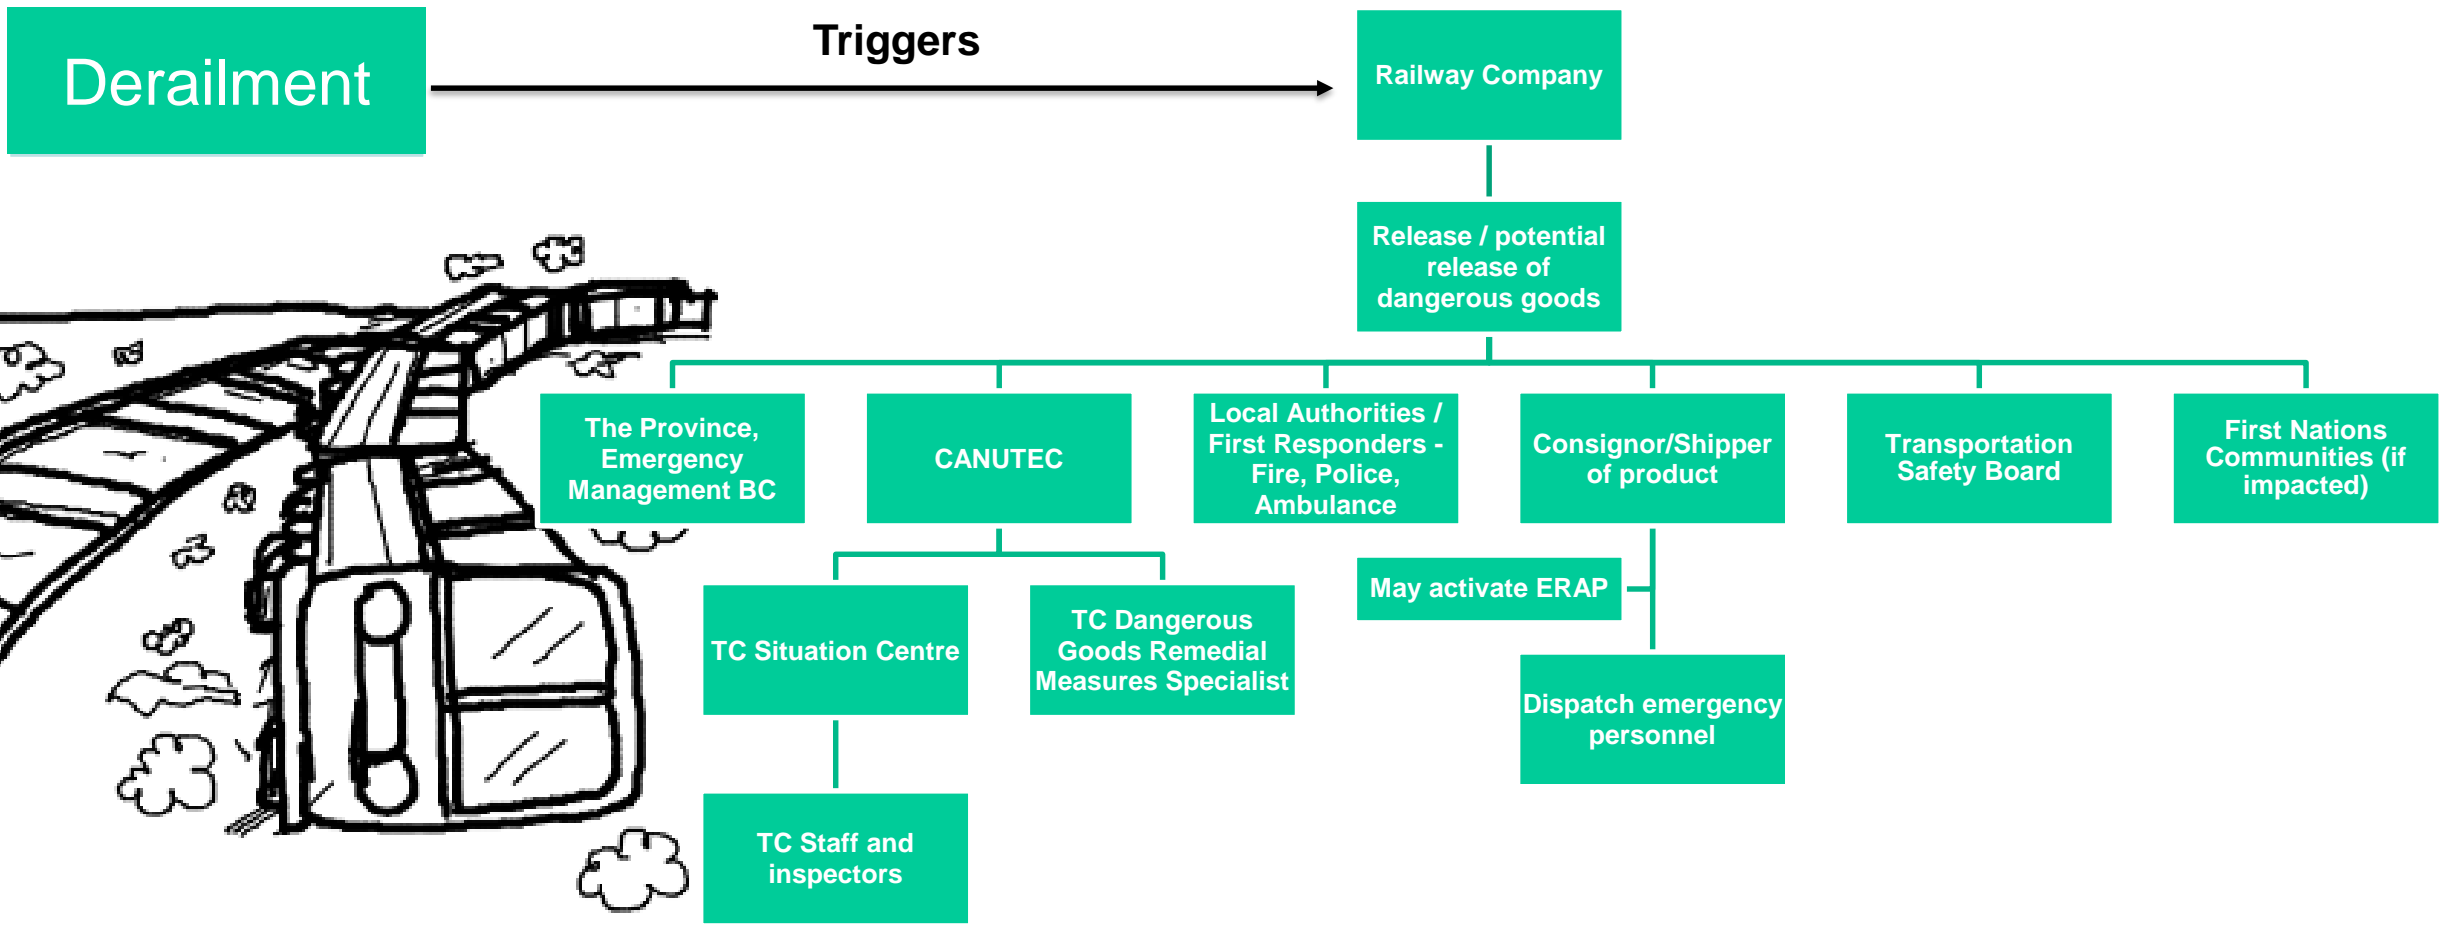 Derailment
Triggers
Railway Company
Release / potential
release of
dangerous goods
The Province,
Emergency
Management BC
CANUTEC
Local Authorities /
First Responders -
Fire, Police,
Ambulance
Consignor/Shipper
of product
Transportation
Safety Board
First Nations
Communities (if
impacted)
TC Situation Centre
TC Dangerous
Goods Remedial
Measures Specialist
May activate ERAP
Dispatch emergency
personnel
TC Staff and
inspectors